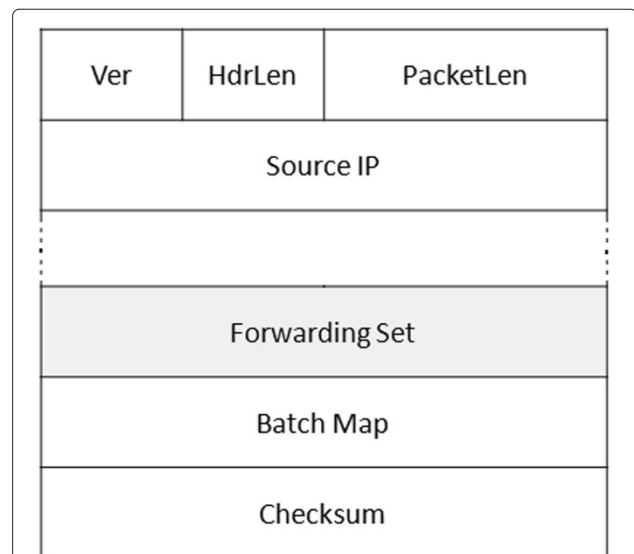 Ver HdrLen PacketLen
Source IP
Forwarding Set
Batch Map
Checksum